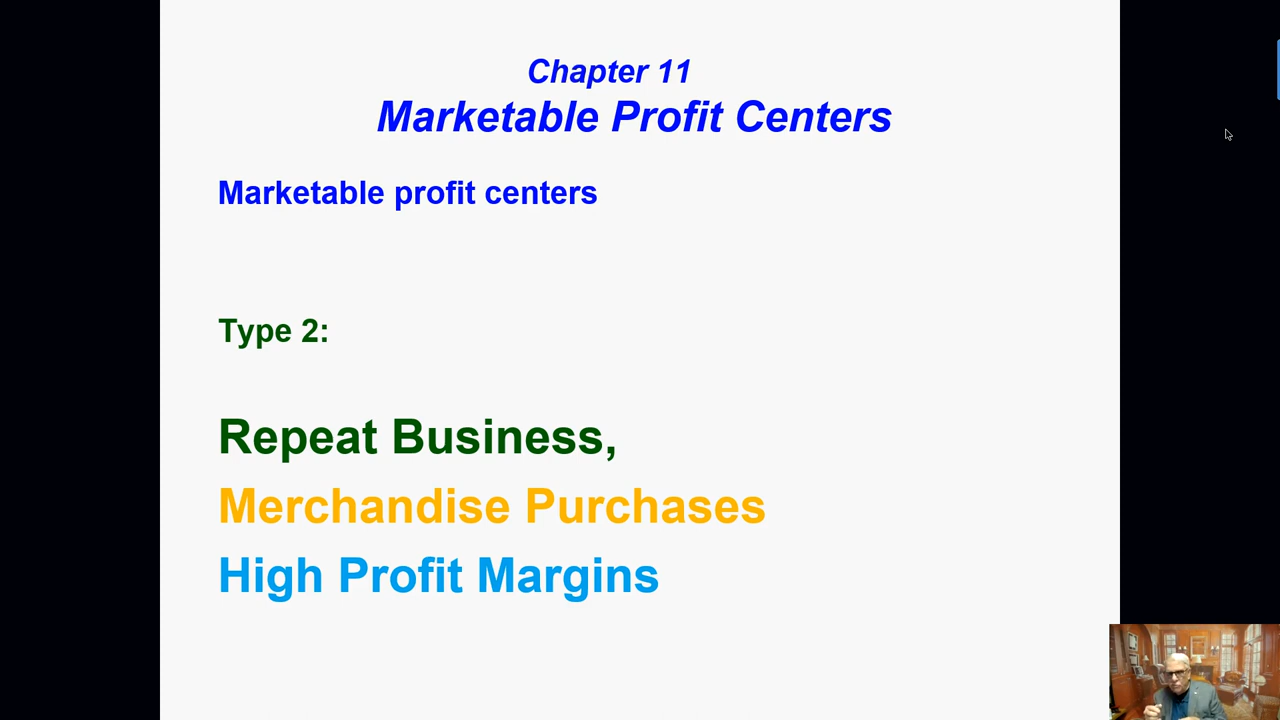 Chapter 11
Marketable Profit Centers
Marketable profit centers
Type 2:
Repeat Business,
Merchandise Purchases
High Profit Margins